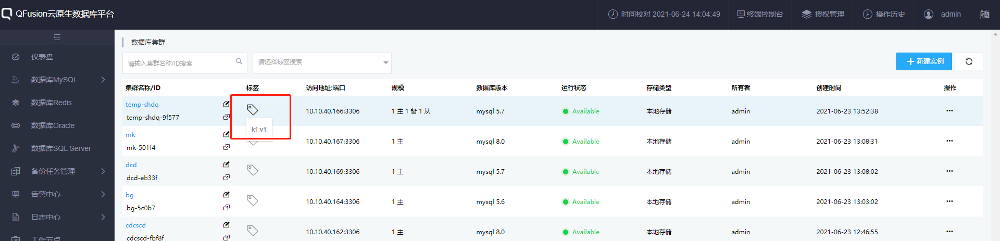 QFusion云原生数据库平台
时间校对 2021-06-24 14:04:49
终端控制台
授权管理
操作历史
admin
仪表盘
数据库MySQL
数据库Redis
数据库Oracle
数据库SQL Server
备份任务管理
告警中心
日志中心
工作节点
数据库集群
请输入集群名称/ID搜索
请选择标签搜索
新建实例
集群名称/ID 标签 访问地址:端口 规模 数据库版本 运行状态 存储类型 所有者 创建时间 操作
temp-shdq
temp-shdq-9f577
k1:v1
10.10.40.166:3306 1 主 1 备 1 从 mysql 5.7 Available 本地存储 admin 2021-06-23 13:52:38 ···
mk
mk-501f4
10.10.40.167:3306 1 主 mysql 8.0 Available 本地存储 admin 2021-06-23 13:08:31 ···
dcd
dcd-eb33f
10.10.40.169:3306 1 主 mysql 5.7 Available 本地存储 admin 2021-06-23 13:08:02 ···
bg
bg-5c0b7
10.10.40.164:3306 1 主 mysql 5.6 Available 本地存储 admin 2021-06-23 13:03:02 ···
cdcscd
cdcscd-fbf8f
10.10.40.162:3306 1 主 mysql 8.0 Available 本地存储 admin 2021-06-23 12:46:55 ···